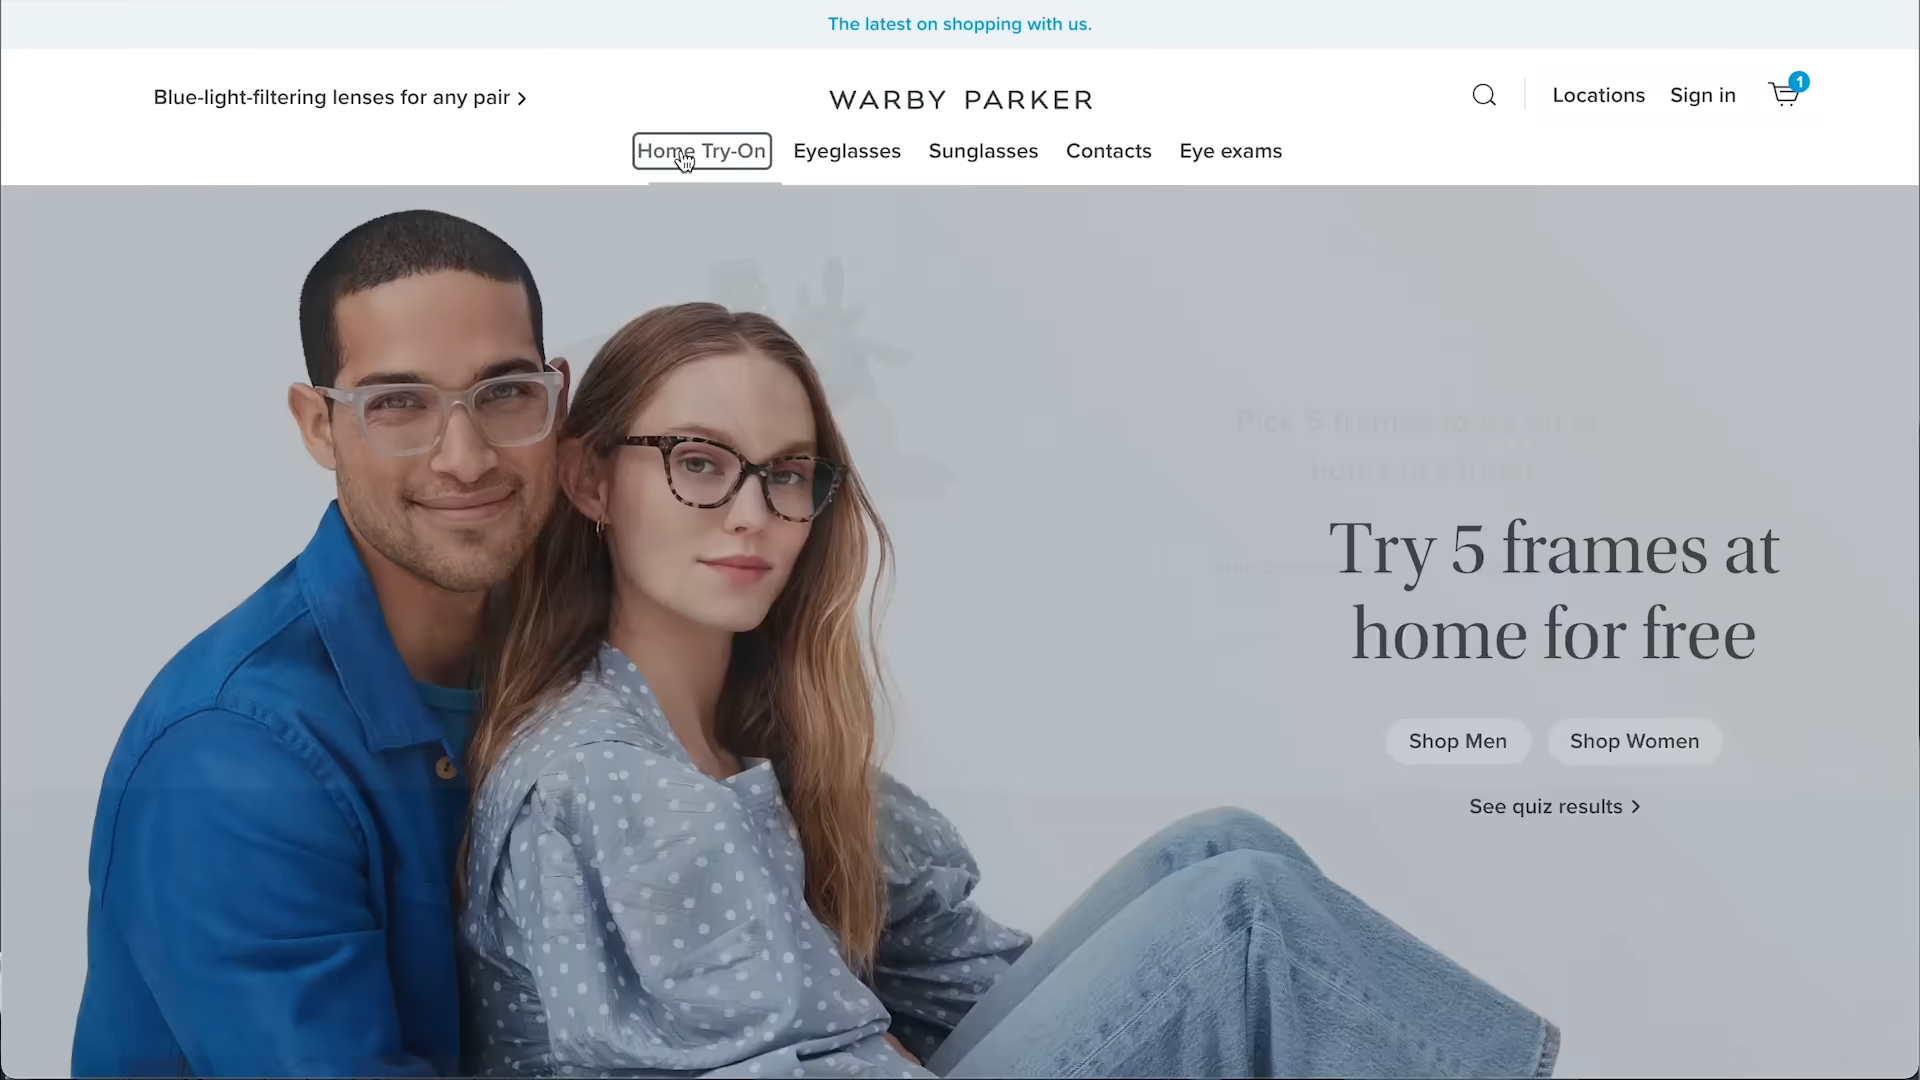 The latest on shopping with us.
Blue-light-filtering lenses for any pair >
WARBY PARKER
Locations
Sign in
1
Home Try-On
Eyeglasses
Sunglasses
Contacts
Eye exams
Try 5 frames at
home for free
Shop Men
Shop Women
See quiz results >